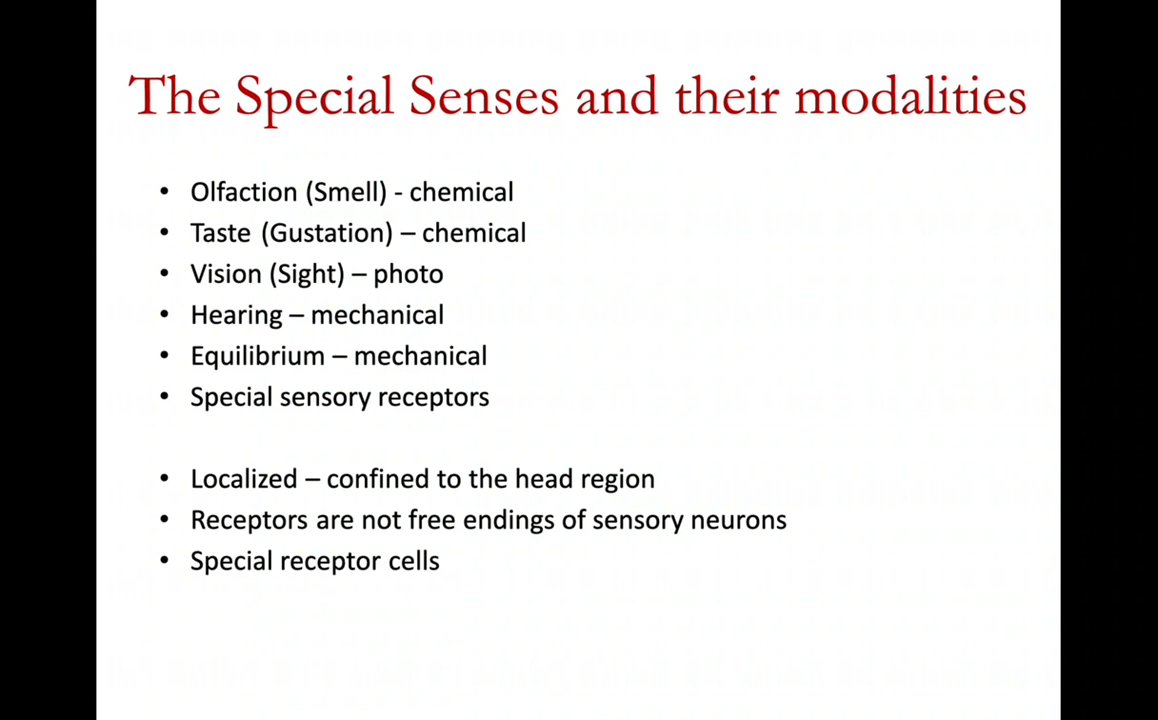 The Special Senses and their modalities
• Olfaction (Smell) - chemical
• Taste (Gustation) – chemical
• Vision (Sight) – photo
• Hearing – mechanical
• Equilibrium – mechanical
• Special sensory receptors
• Localized – confined to the head region
• Receptors are not free endings of sensory neurons
• Special receptor cells